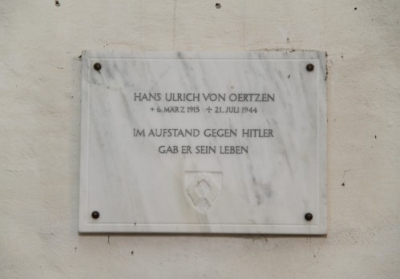 HANS ULRICH VON OERTZEN
* 6. MÄRZ 1915 + 21. JULI 1944
IM AUFSTAND GEGEN HITLER
GAB ER SEIN LEBEN